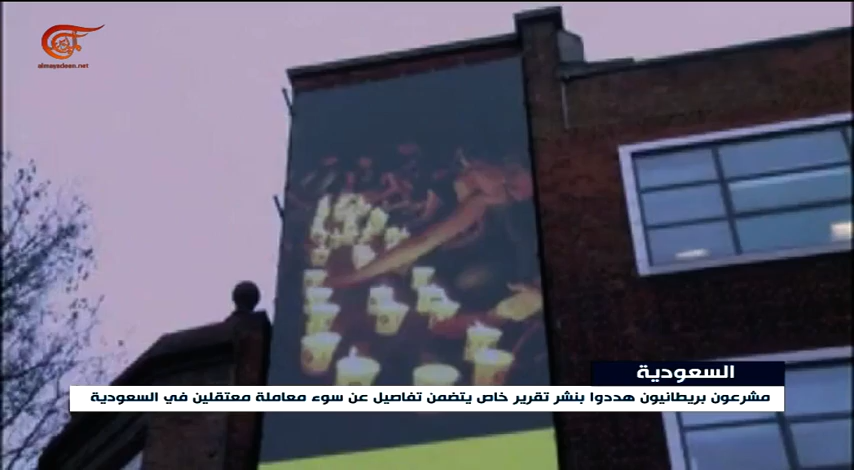 almayadeen.net
السعودية
مشرعون بريطانيون هددوا بنشر تقرير خاص يتضمن تفاصيل عن سوء معاملة معتقلين في السعودية